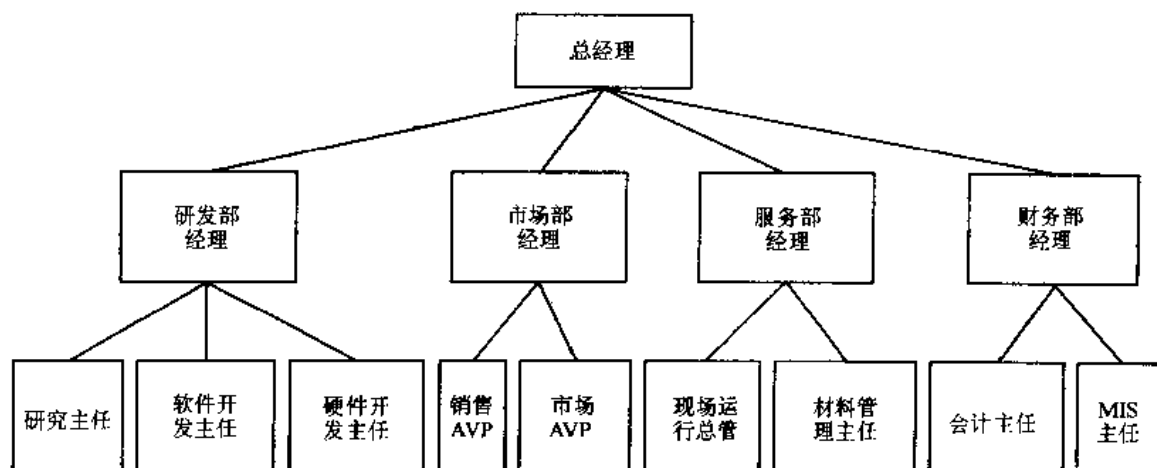 总经理
研发部
经理
市场部
经理
服务部
经理
财务部
经理
研究主任
软件开
发主任
硬件开
发主任
销售
AVP
市场
AVP
现场运
行总管
材料管
理主任
会计主任
MIS
主任